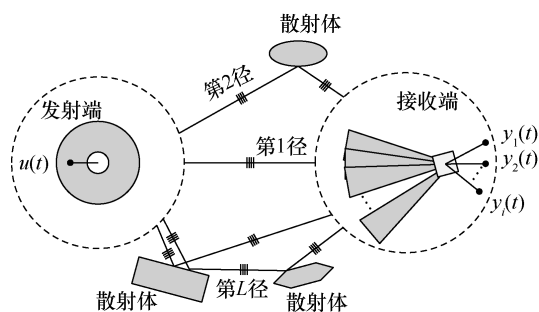 散射体
第2径
发射端
接收端
u(t)
第1径
y₁(t)
y₂(t)
yₗ(t)
散射体
第L径
散射体